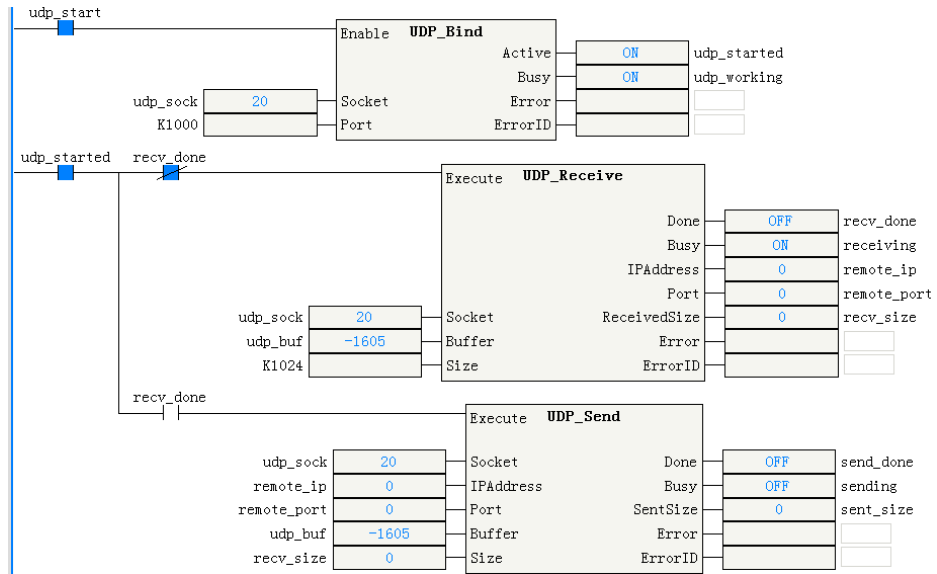 udp_start
Enable UDP_Bind
Active ON udp_started
Busy ON udp_working
udp_sock 20 Socket Error
K1000 Port ErrorID
udp_started recv_done
Execute UDP_Receive
Done OFF recv_done
Busy ON receiving
IPAddress 0 remote_ip
Port 0 remote_port
udp_sock 20 Socket ReceivedSize 0 recv_size
udp_buf -1605 Buffer Error
K1024 Size ErrorID
recv_done
Execute UDP_Send
udp_sock 20 Socket Done OFF send_done
remote_ip 0 IPAddress Busy OFF sending
remote_port 0 Port SentSize 0 sent_size
udp_buf -1605 Buffer Error
recv_size 0 Size ErrorID